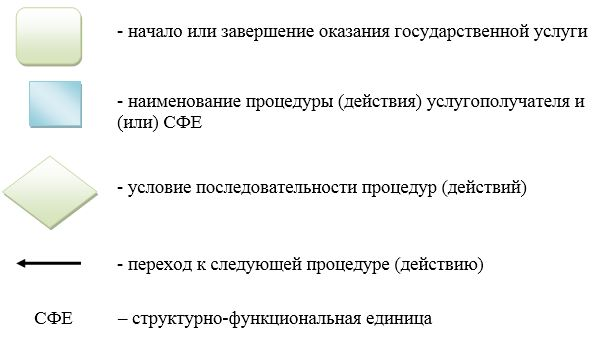 - начало или завершение оказания государственной услуги
- наименование процедуры (действия) услугополучателя и
(или) СФЕ
- условие последовательности процедур (действий)
- переход к следующей процедуре (действию)
СФЕ – структурно-функциональная единица